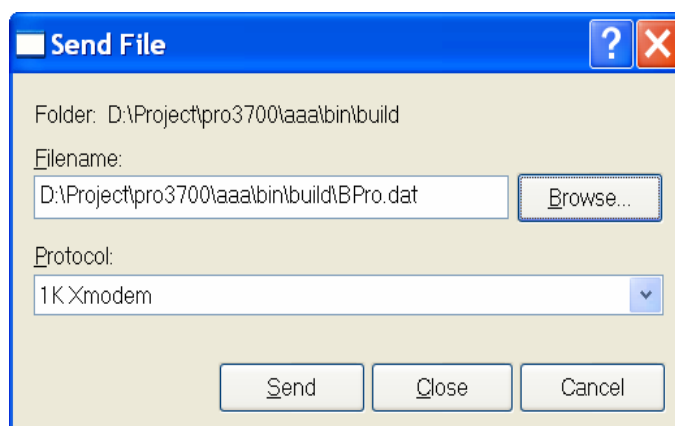 Send File
Folder: D:\Project\pro3700\aaa\bin\build
Filename:
D:\Project\pro3700\aaa\bin\build\BPro.dat
Browse...
Protocol:
1K Xmodem
Send Close Cancel